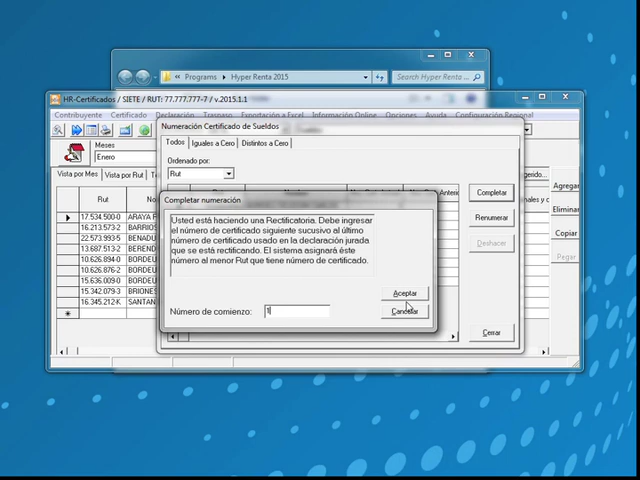 Programs
Hyper Renta 2015
Search Hyper Renta ...
HR-Certificados / SIETE / RUT: 77.777.777-7 / v.2015.1.1
Contribuyente Certificado Declaración Traspaso Exportación a Excel Información Online Opciones Ayuda Configuración Regional
Numeración Certificado de Sueldos
Todos Iguales a Cero Distintos a Cero
Meses
Enero
Ordenado por:
Rut
Vista por Mes Vista por Rut
Completar
Agregar
Rut
Completar numeración
Eliminar
Renumerar
Copiar
Deshacer
Pegar
Usted está haciendo una Rectificatoria. Debe ingresar
el número de certificado siguiente sucusivo al último
número de certificado usado en la declaración jurada
que se está rectificando. El sistema asignará éste
número al menor Rut que tiene número de certificado.
17.534.500-0 ARAYA
16.213.573-2 BARRIOS
22.573.993-5 BENADU
13.687.513-2 BEREND
10.626.894-0 BORDEU
10.626.876-2 BORDEU
15.636.009-0 BORDEU
15.342.079-3 BRIONES
16.345.212-K SANTAN
Aceptar
Número de comienzo: 1
Cancelar
Cerrar